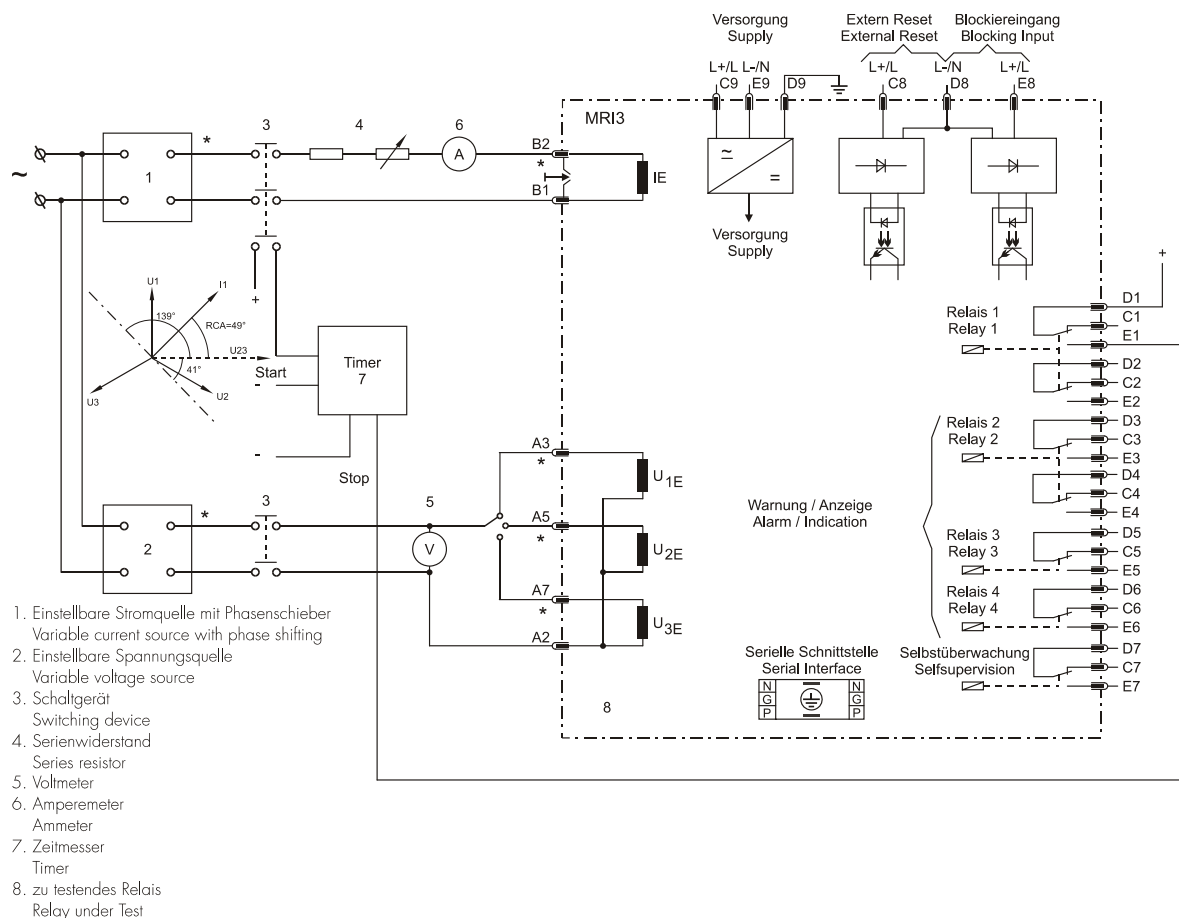 Versorgung
Supply
L+/L L-/N
C9 E9 D9
Extern Reset
External Reset
Blockiereingang
Blocking Input
L+/L L-/N L+/L
C8 D8 E8
MRI3
≃
=
Versorgung
Supply
~
1
*
3
4
6
A
B2
*
B1
IE
+
U1
I1
139°
RCA=49°
U23
41°
U2
U3
Start
-
-
Timer
7
Stop
2
*
3
5
V
A3
*
A5
*
A7
*
A2
U1E
U2E
U3E
8
Warnung / Anzeige
Alarm / Indication
Serielle Schnittstelle
Serial Interface
N
G
P
N
G
P
+
Relais 1
Relay 1
D1
C1
E1
D2
C2
E2
Relais 2
Relay 2
D3
C3
E3
D4
C4
E4
Relais 3
Relay 3
D5
C5
E5
Relais 4
Relay 4
D6
C6
E6
Selbstüberwachung
Selfsupervision
D7
C7
E7
1. Einstellbare Stromquelle mit Phasenschieber
Variable current source with phase shifting
2. Einstellbare Spannungsquelle
Variable voltage source
3. Schaltgerät
Switching device
4. Serienwiderstand
Series resistor
5. Voltmeter
6. Amperemeter
Ammeter
7. Zeitmesser
Timer
8. zu testendes Relais
Relay under Test